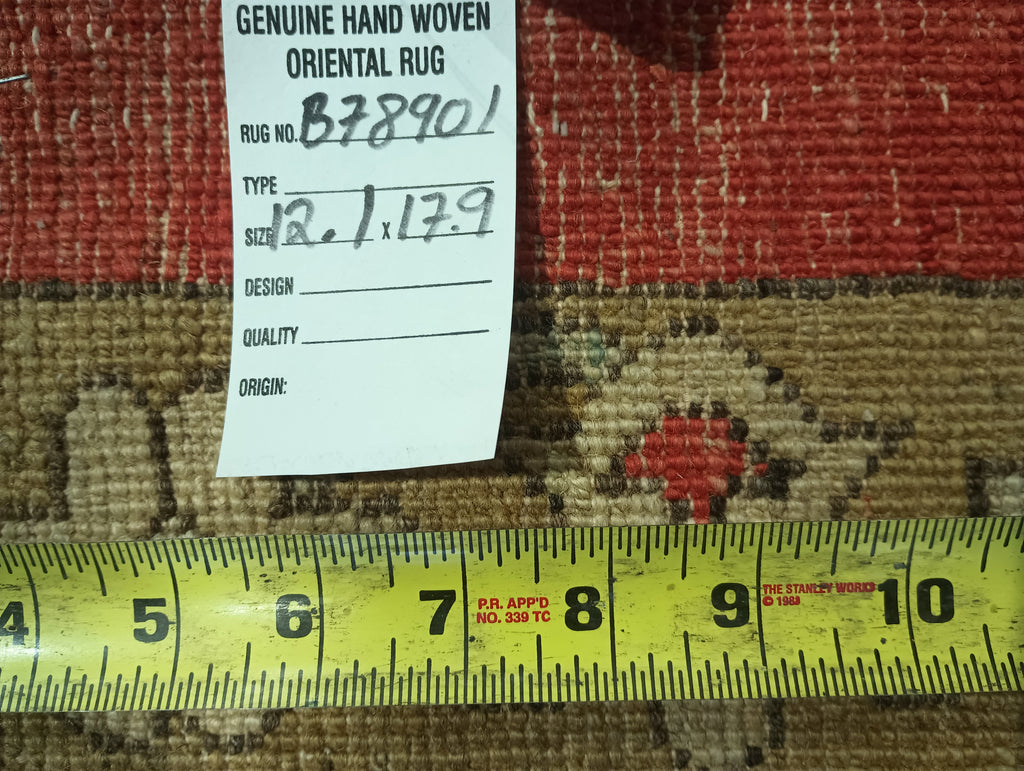 GENUINE HAND WOVEN
ORIENTAL RUG
RUG NO. B78901
TYPE
SIZE 12.1 x 17.9
DESIGN
QUALITY
ORIGIN:
4 5 6 7 8 9 10
P.R. APP'D
NO. 339 TC
THE STANLEY WORKS
© 1983